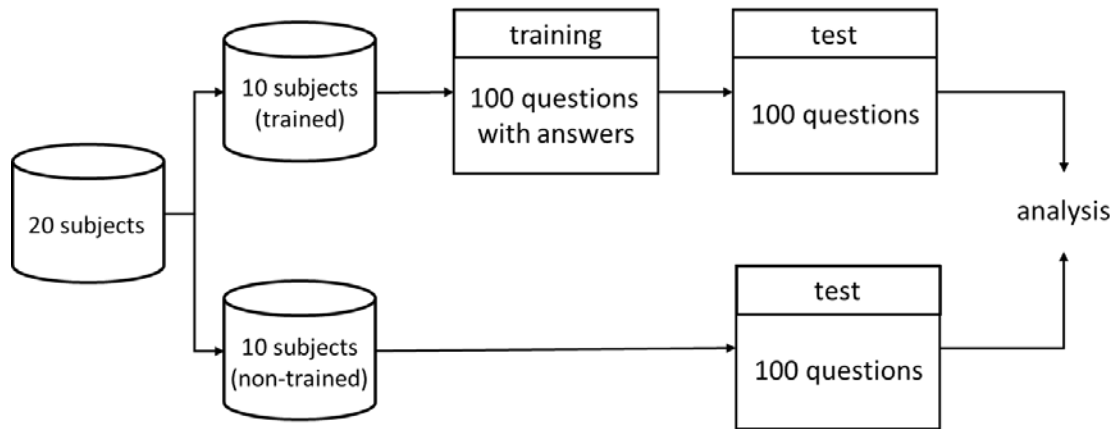 20 subjects
10 subjects
(trained)
training
100 questions
with answers
test
100 questions
10 subjects
(non-trained)
test
100 questions
analysis